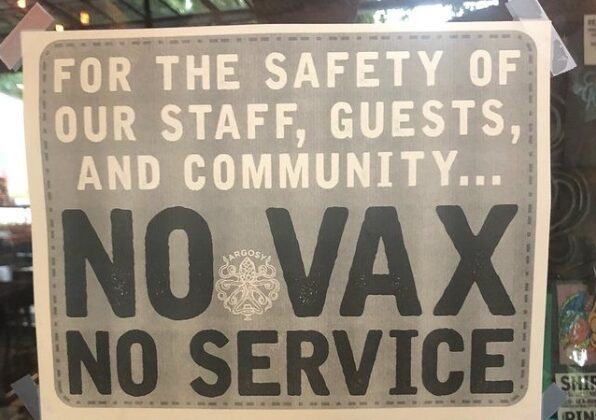 FOR THE SAFETY OF
OUR STAFF, GUESTS,
AND COMMUNITY...
NO VAX
ARGOSY
NO SERVICE